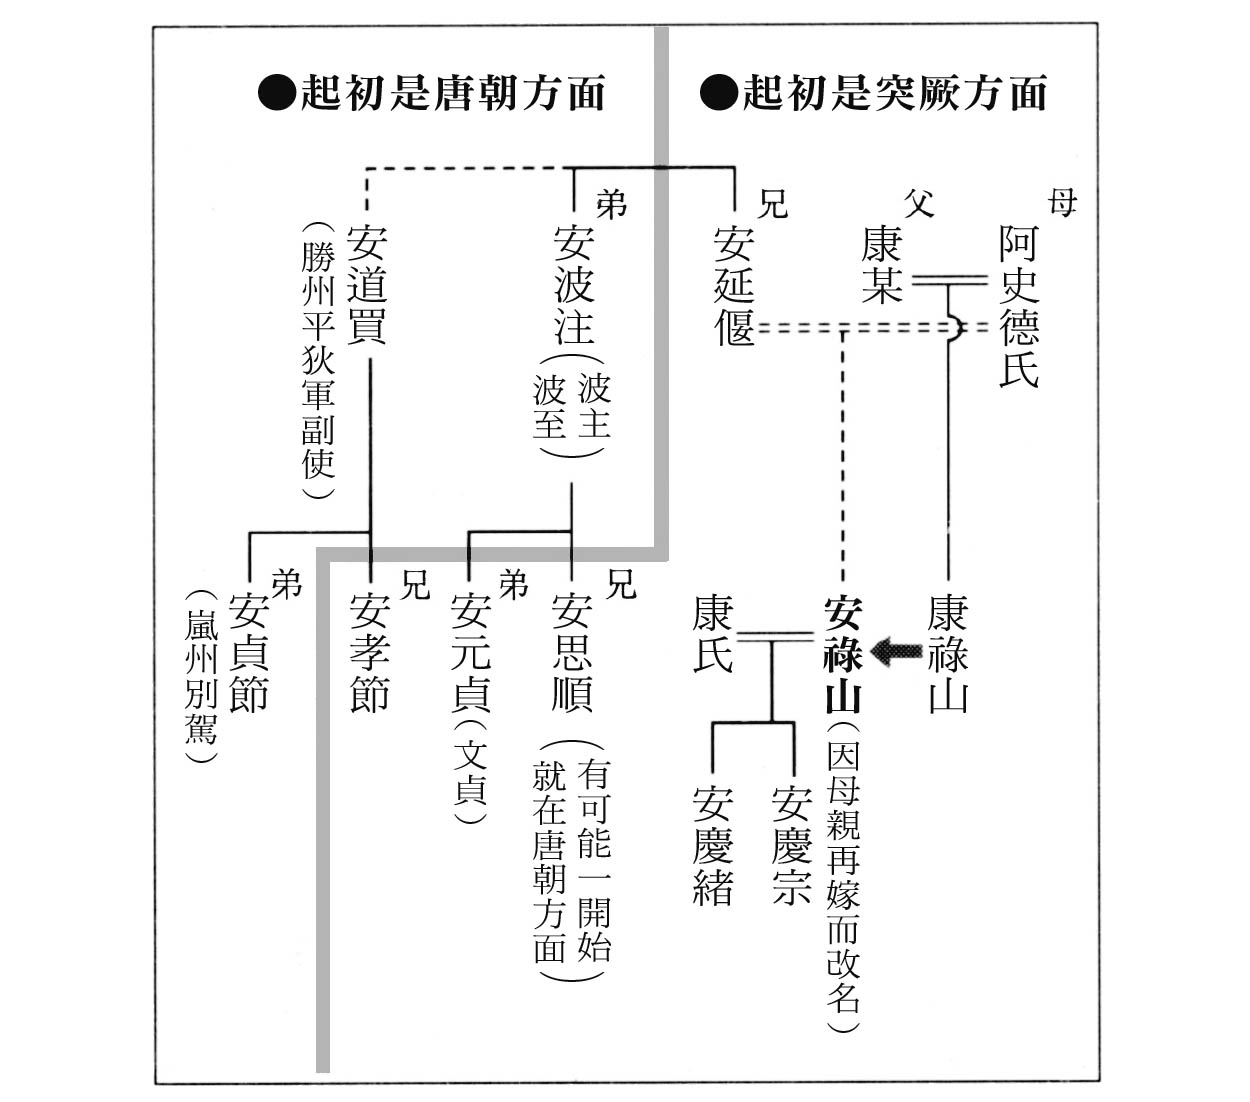 ●起初是突厥方面
●起初是唐朝方面
母
阿史德氏
父
康某
兄
安延偃
弟
安波注
(波主
波至)
安道買
(勝州平狄軍副使)
康祿山
安祿山
(因母親再嫁而改名)
康氏
安慶宗
安慶緒
兄
安思順
(有可能一開始
就在唐朝方面)
弟
安元貞
(文貞)
兄
安孝節
弟
安貞節
(嵐州別駕)